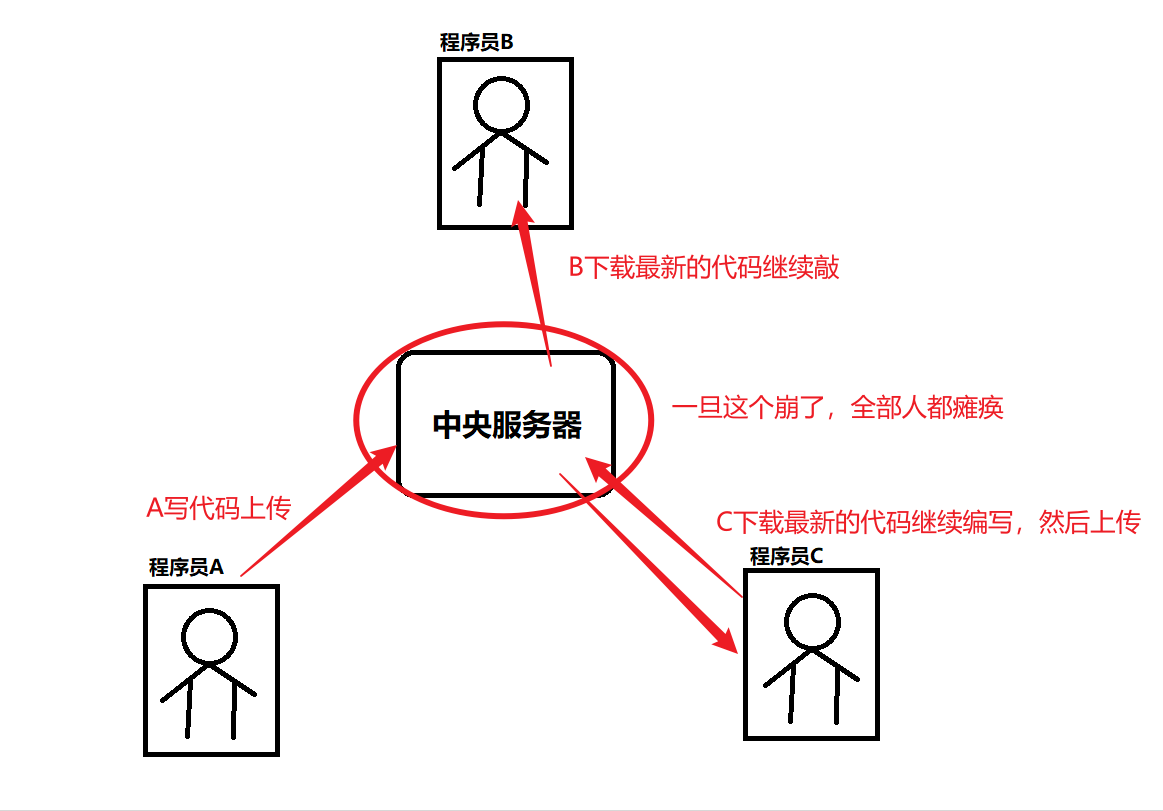 程序员B
B下载最新的代码继续敲
一旦这个崩了，全部人都瘫痪
中央服务器
A写代码上传
C下载最新的代码继续编写，然后上传
程序员C
程序员A